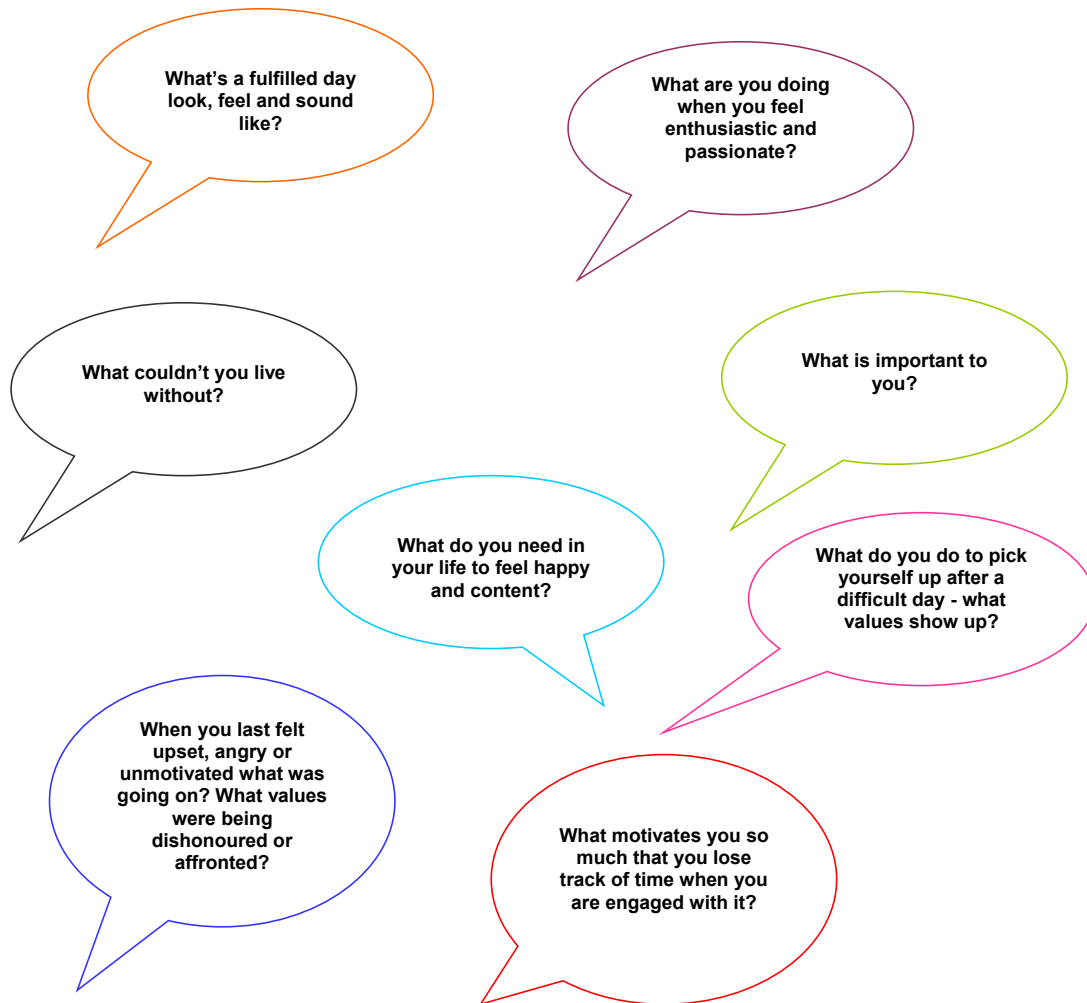 What's a fulfilled day
look, feel and sound
like?
What are you doing
when you feel
enthusiastic and
passionate?
What couldn't you live
without?
What is important to
you?
What do you need in
your life to feel happy
and content?
What do you do to pick
yourself up after a
difficult day - what
values show up?
When you last felt
upset, angry or
unmotivated what was
going on? What values
were being
dishonoured or
affronted?
What motivates you so
much that you lose
track of time when you
are engaged with it?